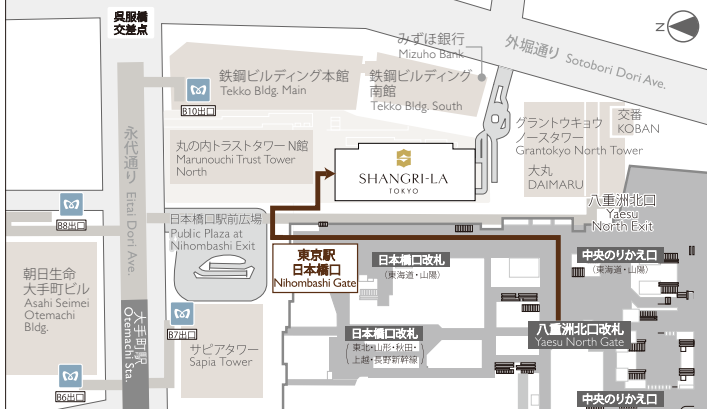 呉服橋
交差点
みずほ銀行
Mizuho Bank
外堀通り Sotobori Dori Ave.
N
鉄鋼ビルディング本館
Tekko Bldg. Main
鉄鋼ビルディング
南館
Tekko Bldg. South
B10出口
永代通り Eitai Dori Ave.
丸の内トラストタワー N館
Marunouchi Trust Tower
North
SHANGRI-LA
TOKYO
グラントウキョウ
ノースタワー
Grantokyo North Tower
交番
KOBAN
大丸
DAIMARU
八重洲北口
Yaesu
North Exit
B8出口
日本橋口駅前広場
Public Plaza at
Nihombashi Exit
東京駅
日本橋口
Nihombashi Gate
日本橋口改札
(東海道・山陽)
中央のりかえ口
(東海道・山陽)
朝日生命
大手町ビル
Asahi Seimei
Otemachi
Bldg.
大手町駅
Otemachi Sta.
B7出口
サピアタワー
Sapia Tower
日本橋口改札
(東北・山形・秋田・
上越・長野新幹線)
八重洲北口改札
Yaesu North Gate
B6出口
中央のりかえ口